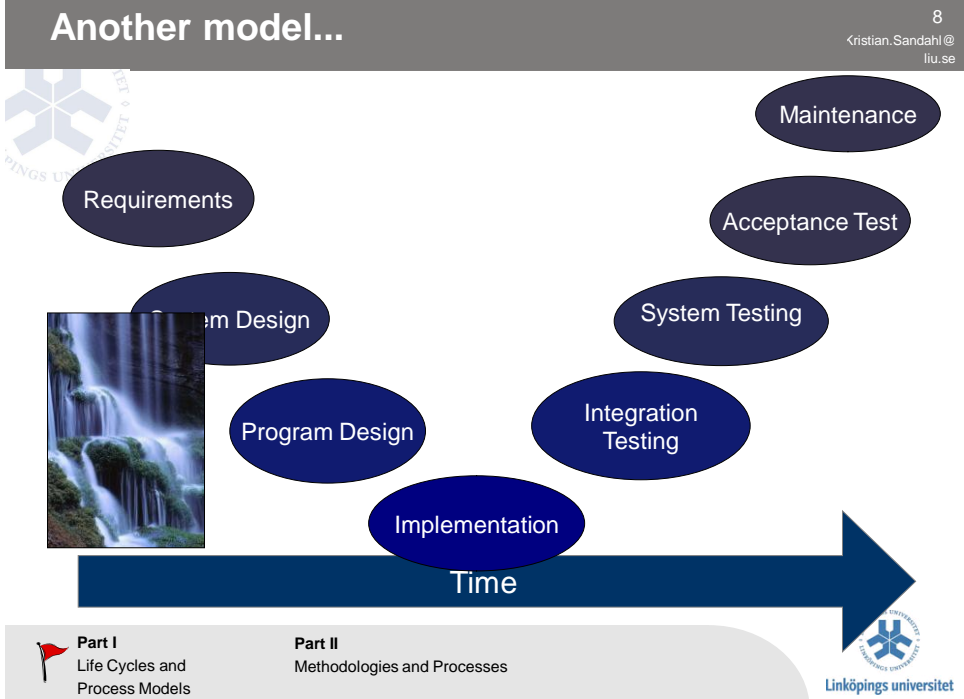 Another model...
8
Kristian.Sandahl@
liu.se
Maintenance
Requirements
Acceptance Test
em Design
System Testing
Program Design
Integration
Testing
Implementation
Time
Part I
Life Cycles and
Process Models
Part II
Methodologies and Processes
Linköpings universitet